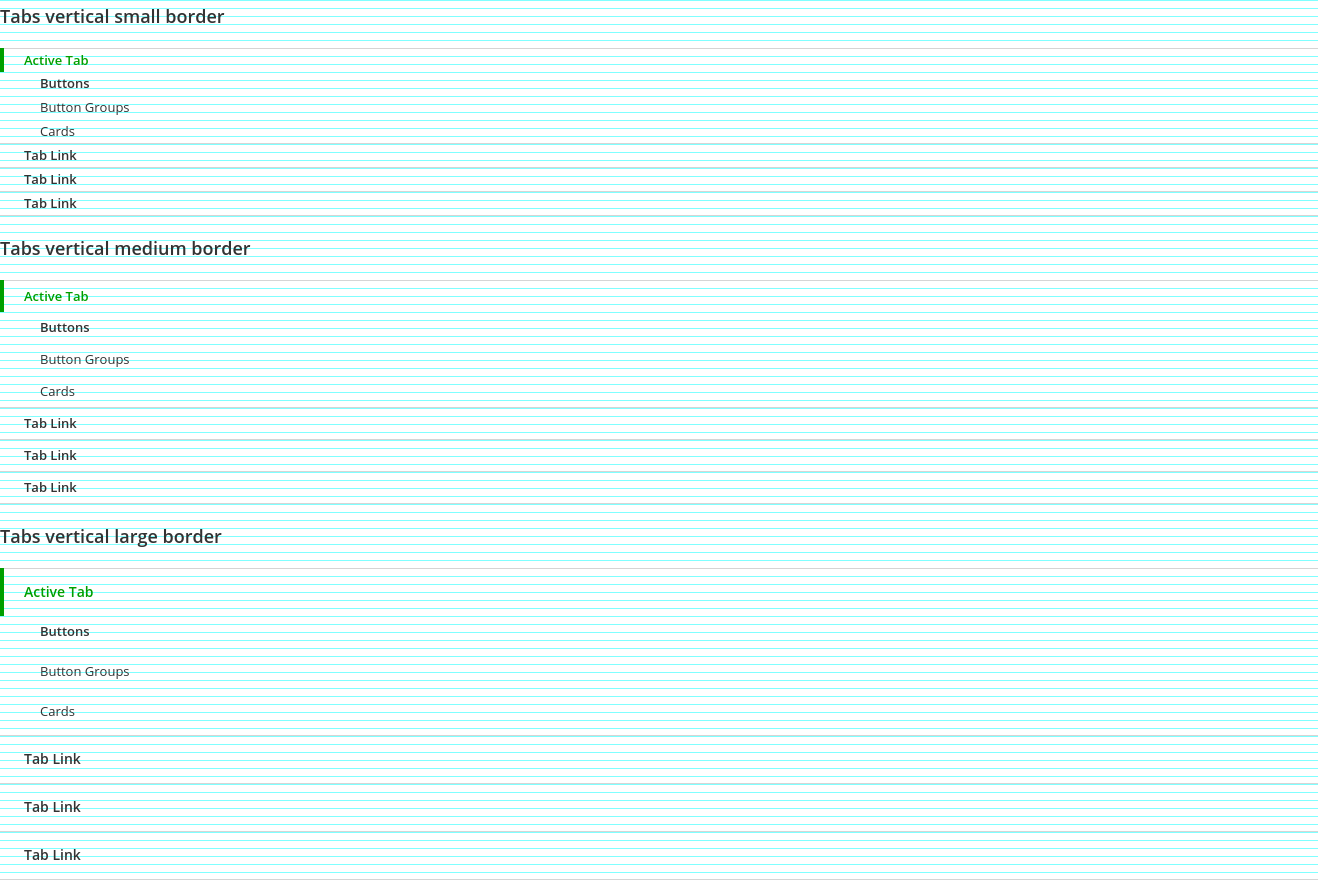 Tabs vertical small border
Active Tab
Buttons
Button Groups
Cards
Tab Link
Tab Link
Tab Link
Tabs vertical medium border
Active Tab
Buttons
Button Groups
Cards
Tab Link
Tab Link
Tab Link
Tabs vertical large border
Active Tab
Buttons
Button Groups
Cards
Tab Link
Tab Link
Tab Link